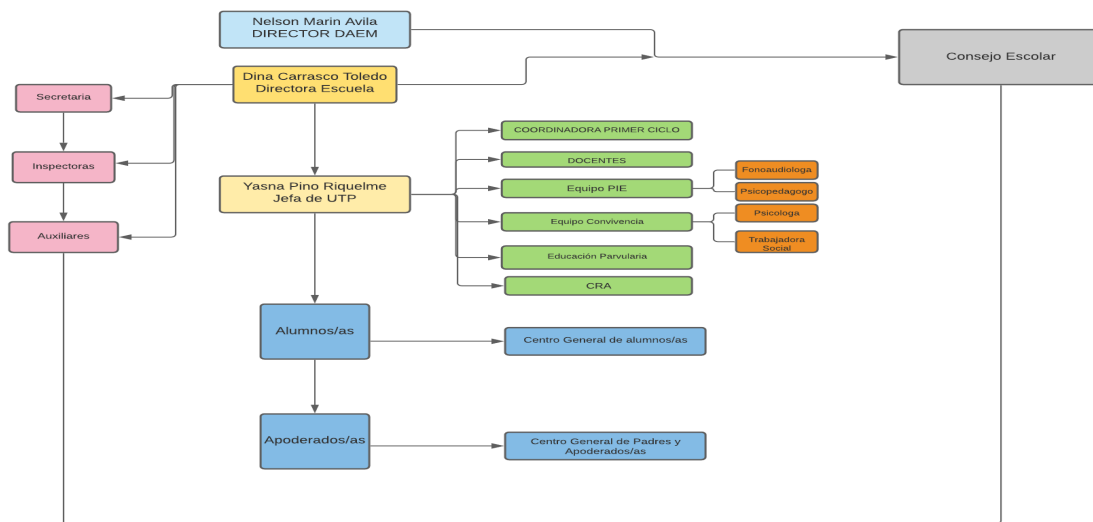 Nelson Marin Avila
DIRECTOR DAEM
Consejo Escolar
Dina Carrasco Toledo
Directora Escuela
Secretaria
Inspectoras
Auxiliares
Yasna Pino Riquelme
Jefa de UTP
COORDINADORA PRIMER CICLO
DOCENTES
Equipo PIE
Fonoaudiologa
Psicopedagogo
Equipo Convivencia
Psicologa
Trabajadora
Social
Educación Parvularia
CRA
Alumnos/as
Centro General de alumnos/as
Apoderados/as
Centro General de Padres y
Apoderados/as